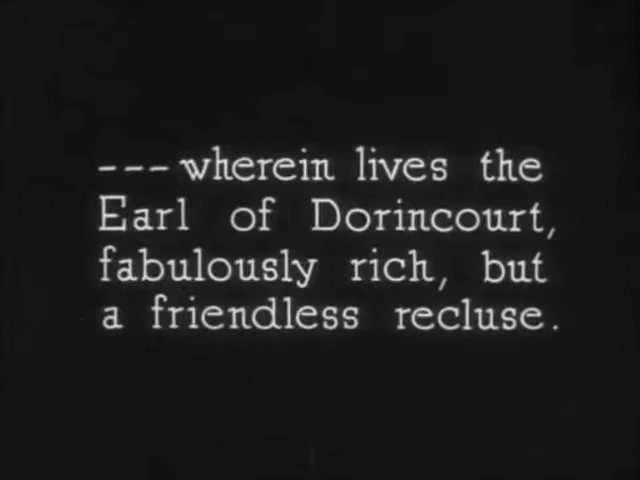 ---wherein lives the
Earl of Dorincourt,
fabulously rich, but
a friendless recluse.